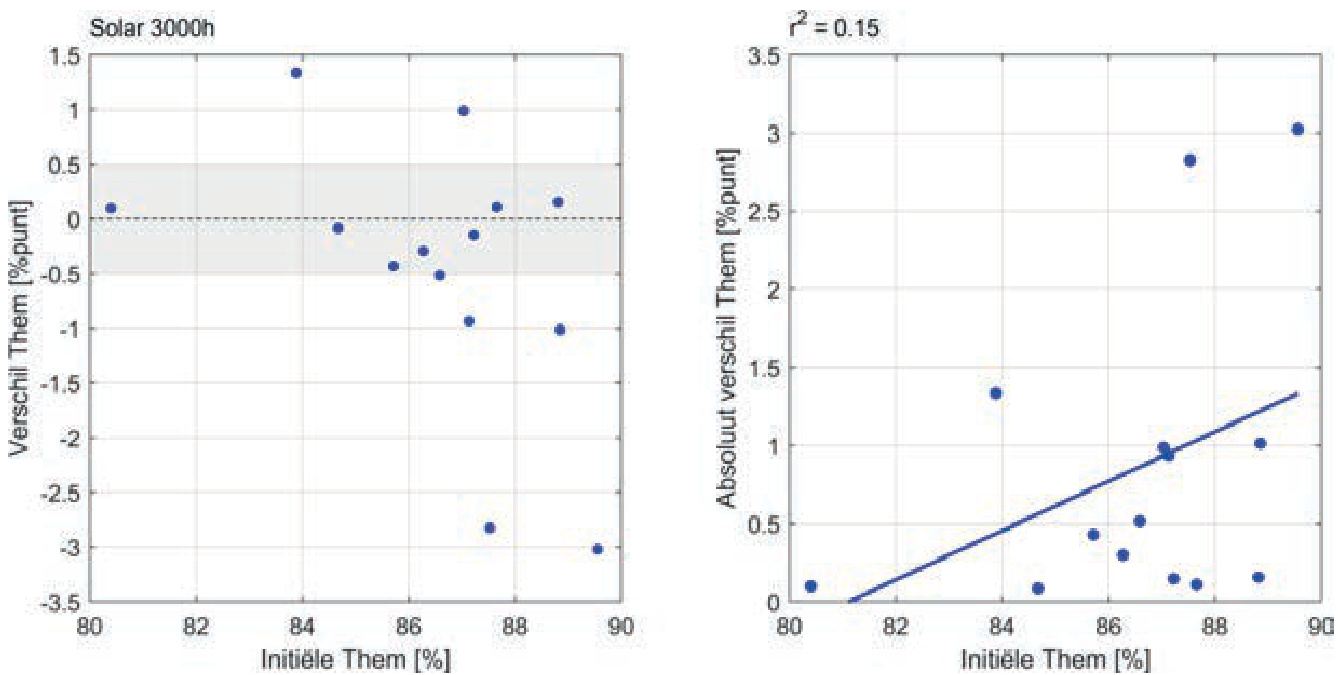 Solar 3000h
1.5
1
0.5
0
-0.5
-1
-1.5
-2
-2.5
-3
-3.5
Verschil Them [%punt]
80 82 84 86 88 90
Initiële Them [%]
r² = 0.15
3.5
3
2.5
2
1.5
1
0.5
0
Absoluut verschil Them [%punt]
80 82 84 86 88 90
Initiële Them [%]